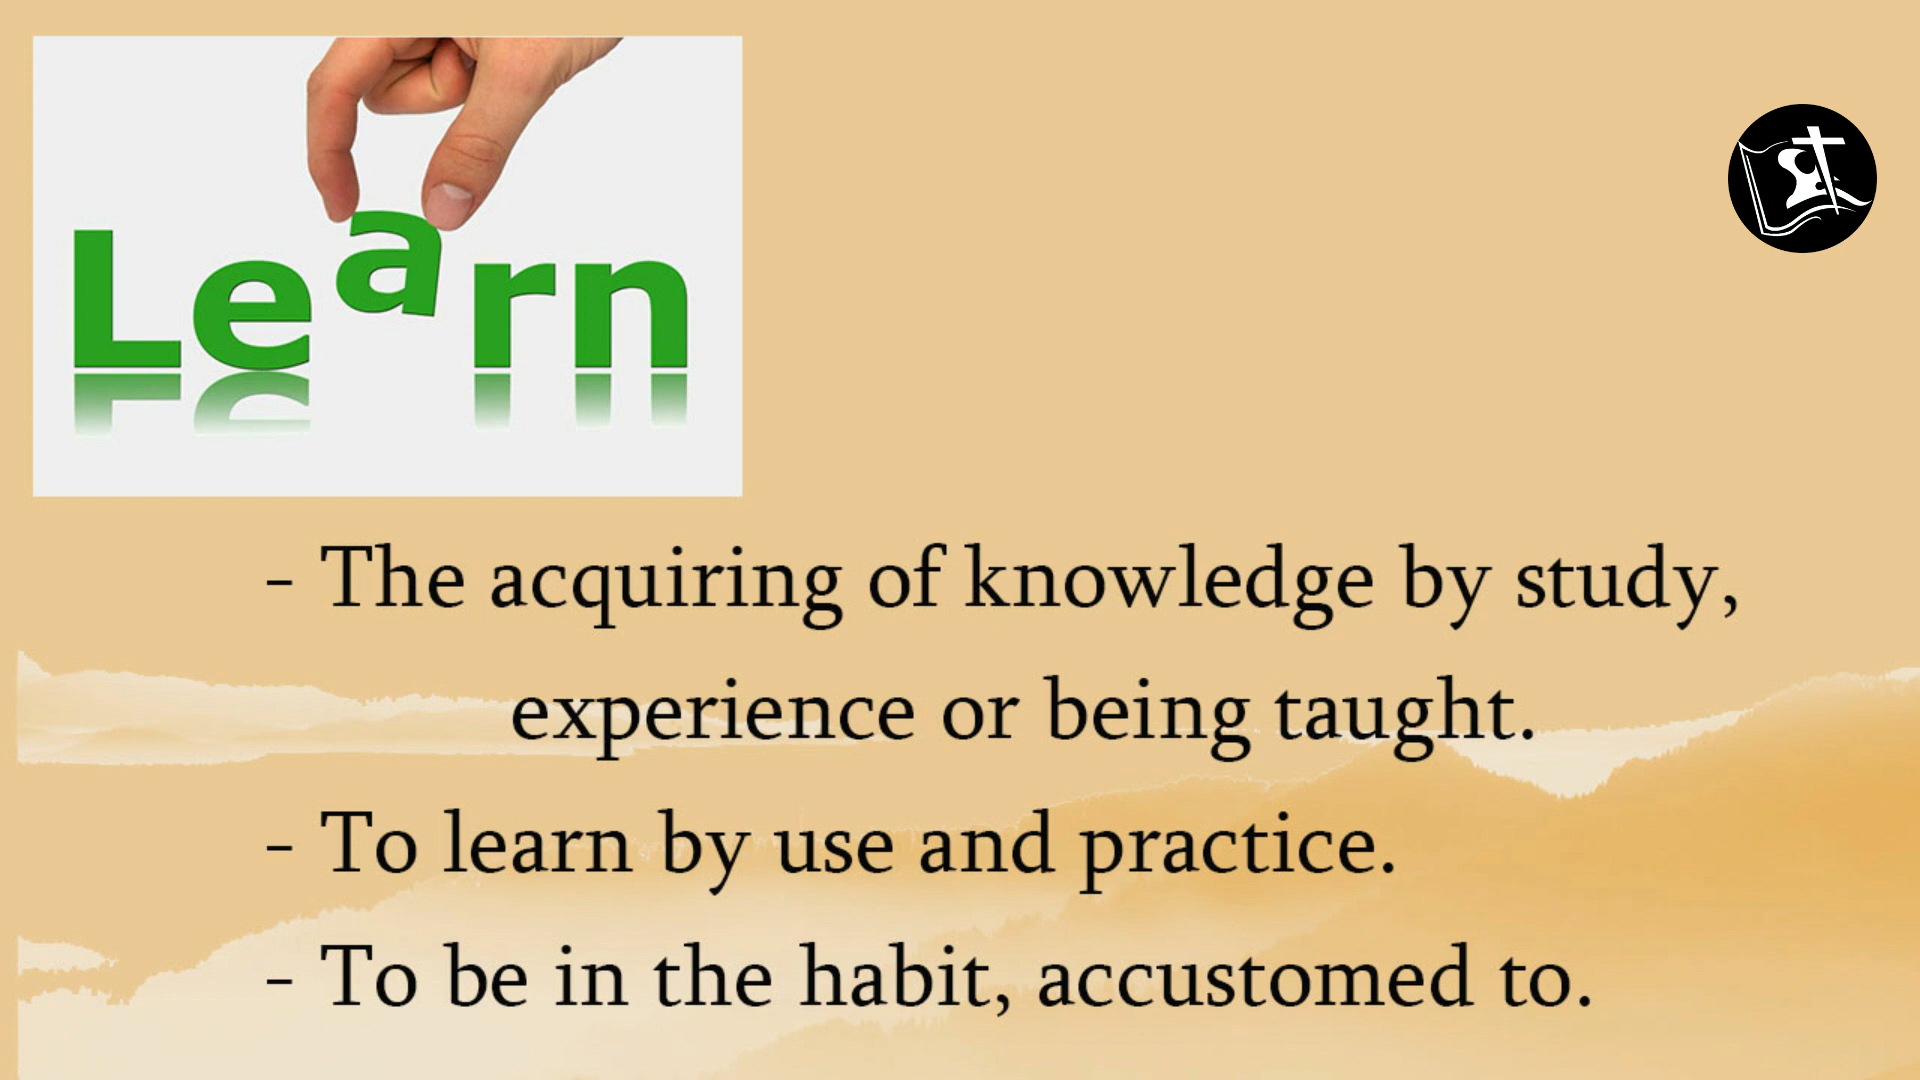 Learn
- The acquiring of knowledge by study,
experience or being taught.
- To learn by use and practice.
- To be in the habit, accustomed to.